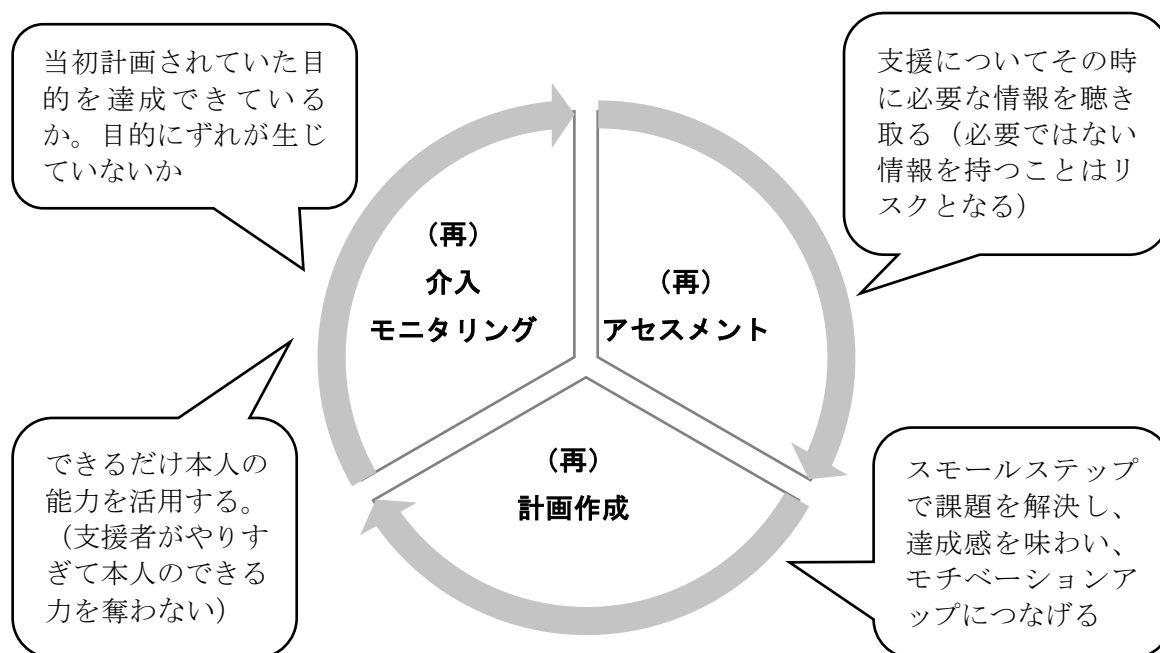 当初計画されていた目
的を達成できている
か。目的にずれが生じ
ていないか
支援についてその時
に必要な情報を聴き
取る（必要ではない
情報を持つことはリ
スクとなる）
（再）
介入
モニタリング
（再）
アセスメント
（再）
計画作成
できるだけ本人の
能力を活用する。
（支援者がやりす
ぎて本人のできる
力を奪わない）
スモールステップ
で課題を解決し、
達成感を味わい、
モチベーションア
ップにつなげる